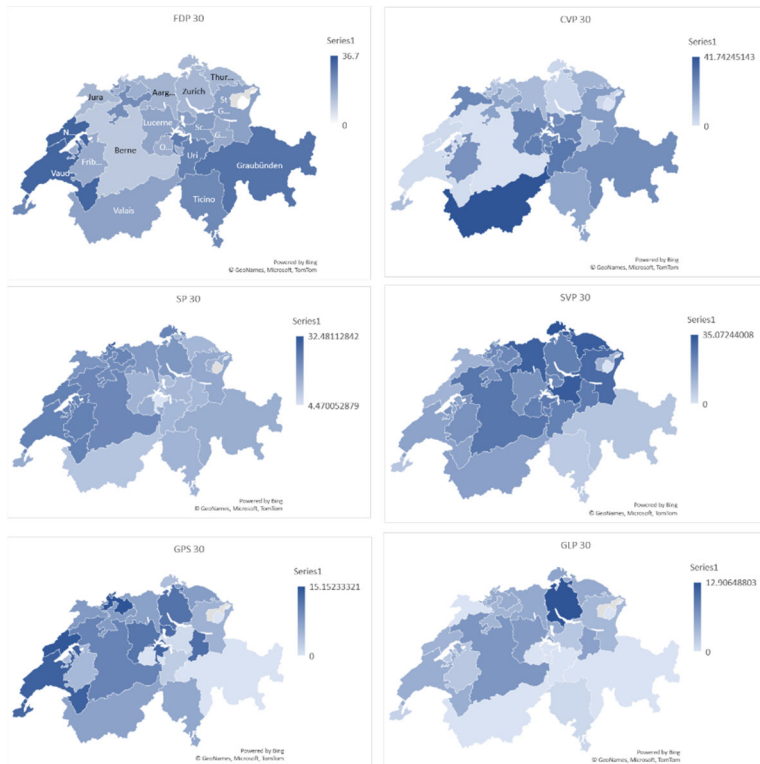 FDP 30
Series1
36.7
0
Jura
Aarg...
Zurich
Thur...
St
G...
N...
Lucerne
Sc...
G...
Berne
O...
Frib...
Uri
Graubünden
Vaud
Valais
Ticino
Powered by Bing
© GeoNames, Microsoft, TomTom
CVP 30
Series1
41.74245143
0
Powered by Bing
© GeoNames, Microsoft, TomTom
SP 30
Series1
32.48112842
4.470052879
Powered by Bing
© GeoNames, Microsoft, TomTom
SVP 30
Series1
35.07244008
0
Powered by Bing
© GeoNames, Microsoft, TomTom
GPS 30
Series1
15.15233321
0
Powered by Bing
© GeoNames, Microsoft, TomTom
GLP 30
Series1
12.90648803
0
Powered by Bing
© GeoNames, Microsoft, TomTom